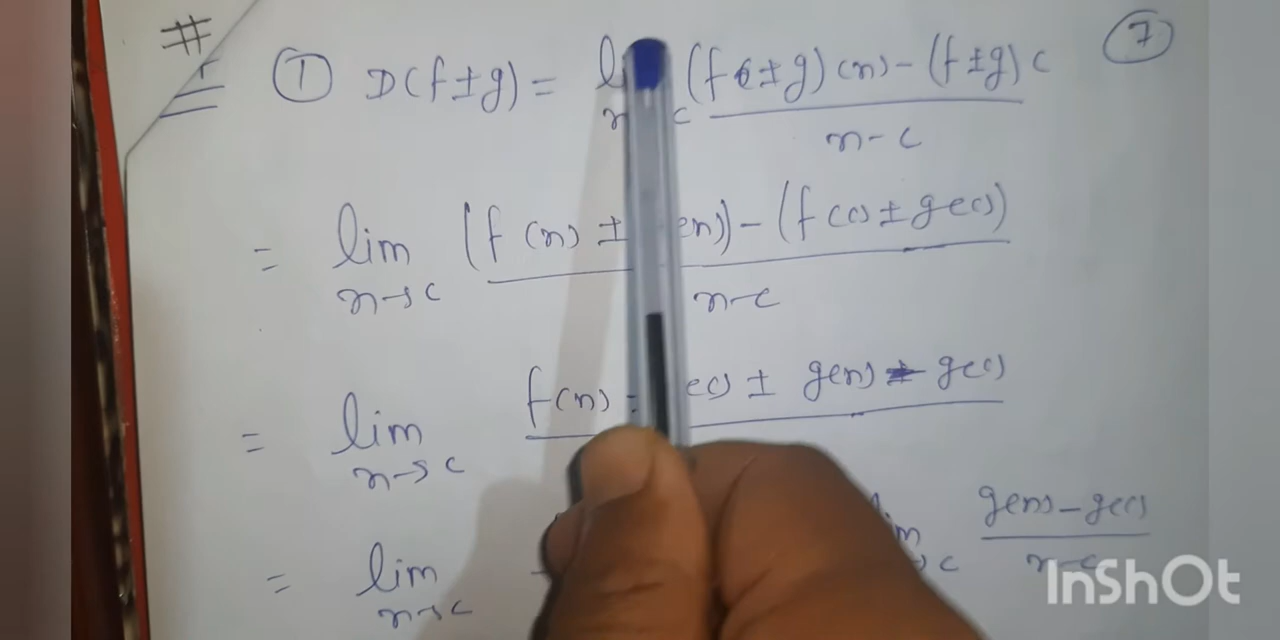 #
① D(f±g) = (f ±g)(n) - (f±g) c ⑦
n c n-c
= lim (f (n) ± en)) - (f(c) ± g(c))
n→c n-c
= lim f(n) - (c) ± g(n) - g(c)
n→c
= lim g(n) - g(c)
n→c c n-c
InShOt